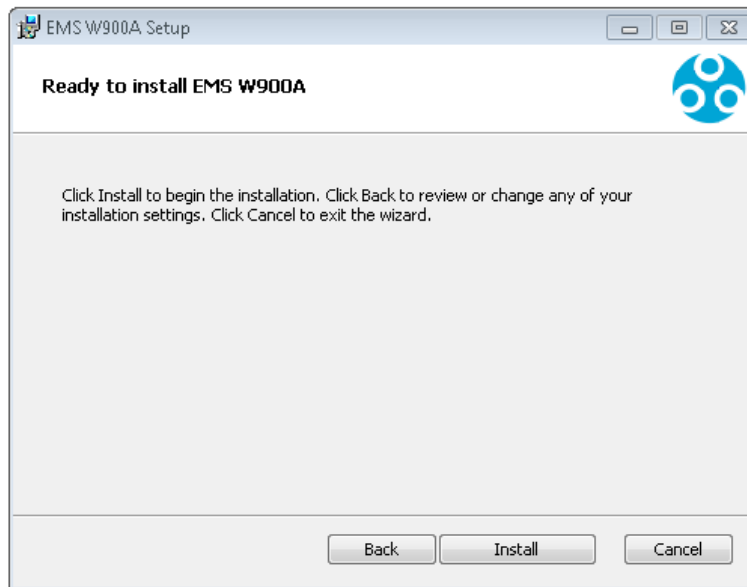 EMS W900A Setup
Ready to install EMS W900A
Click Install to begin the installation. Click Back to review or change any of your
installation settings. Click Cancel to exit the wizard.
Back Install Cancel